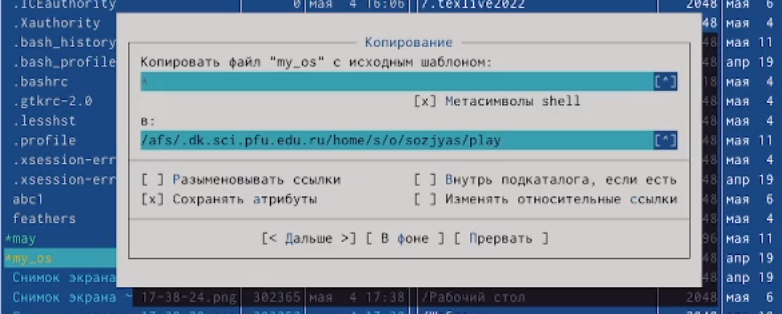 .ICEauthority 0 мая 4 16:06 /.texlive2022 2048 мая 6
.Xauthority 48 мая 4
.bash_history 48 мая 11
.bash_profile 48 апр 19
.bashrc 18 мая 4
.gtkrc-2.0 48 мая 4
.lesshst 48 мая 4
.profile 48 мая 11
.xsession-err 48 мая 4
.xsession-err 48 апр 19
abc1 48 мая 6
feathers 48 мая 4
*may 96 мая 11
*my_os 48 апр 19
Снимок экрана 48 апр 19
Снимок экрана ~ 17-38-24.png 302365 мая 4 17:38 /Рабочий стол 2048 мая 6
Копирование
Копировать файл "my_os" с исходным шаблоном:
* [^]
[x] Метасимволы shell
в:
/afs/.dk.sci.pfu.edu.ru/home/s/o/sozjyas/play [^]
[ ] Разыменовывать ссылки [ ] Внутрь подкаталога, если есть
[x] Сохранять атрибуты [ ] Изменять относительные ссылки
[< Дальше >] [ В фоне ] [ Прервать ]